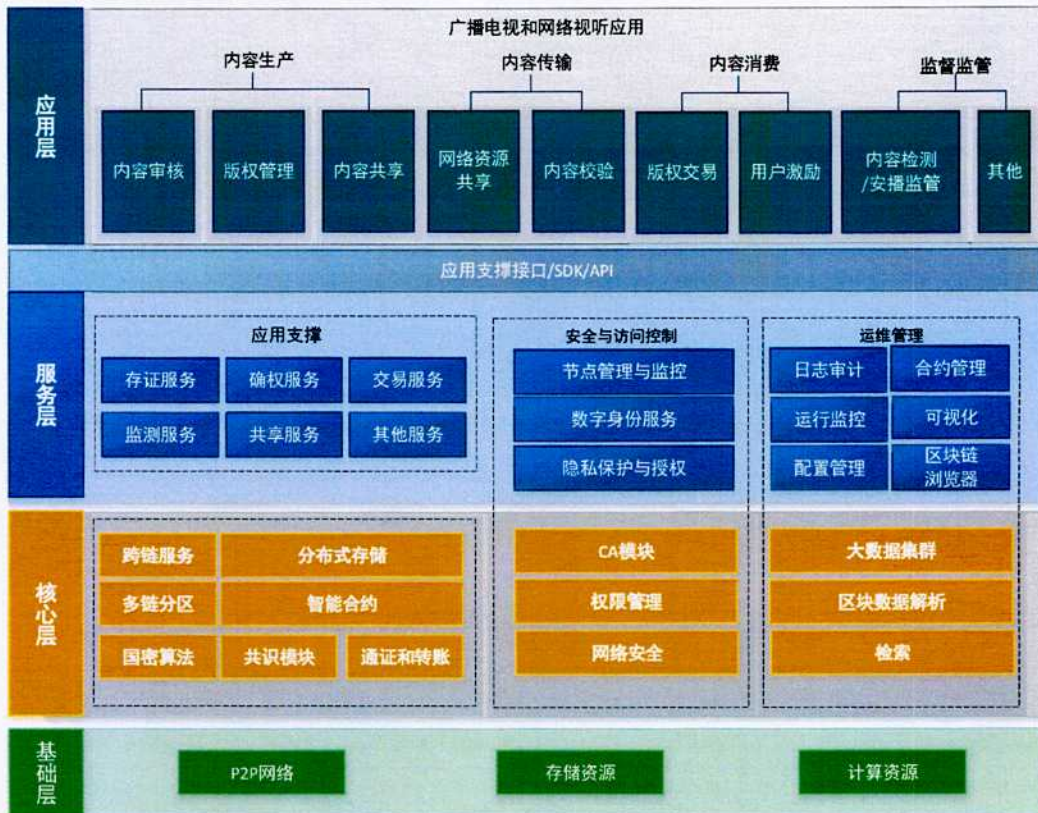 广播电视和网络视听应用
内容生产
内容传输
内容消费
监督监管
应用层
内容审核
版权管理
内容共享
网络资源
共享
内容校验
版权交易
用户激励
内容检测
/安播监管
其他
应用支撑接口/SDK/API
服务层
应用支撑
存证服务
确权服务
交易服务
监测服务
共享服务
其他服务
安全与访问控制
节点管理与监控
数字身份服务
隐私保护与授权
运维管理
日志审计
合约管理
运行监控
可视化
配置管理
区块链
浏览器
核心层
跨链服务
分布式存储
多链分区
智能合约
国密算法
共识模块
通证和转账
CA模块
权限管理
网络安全
大数据集群
区块数据解析
检索
基础层
P2P网络
存储资源
计算资源